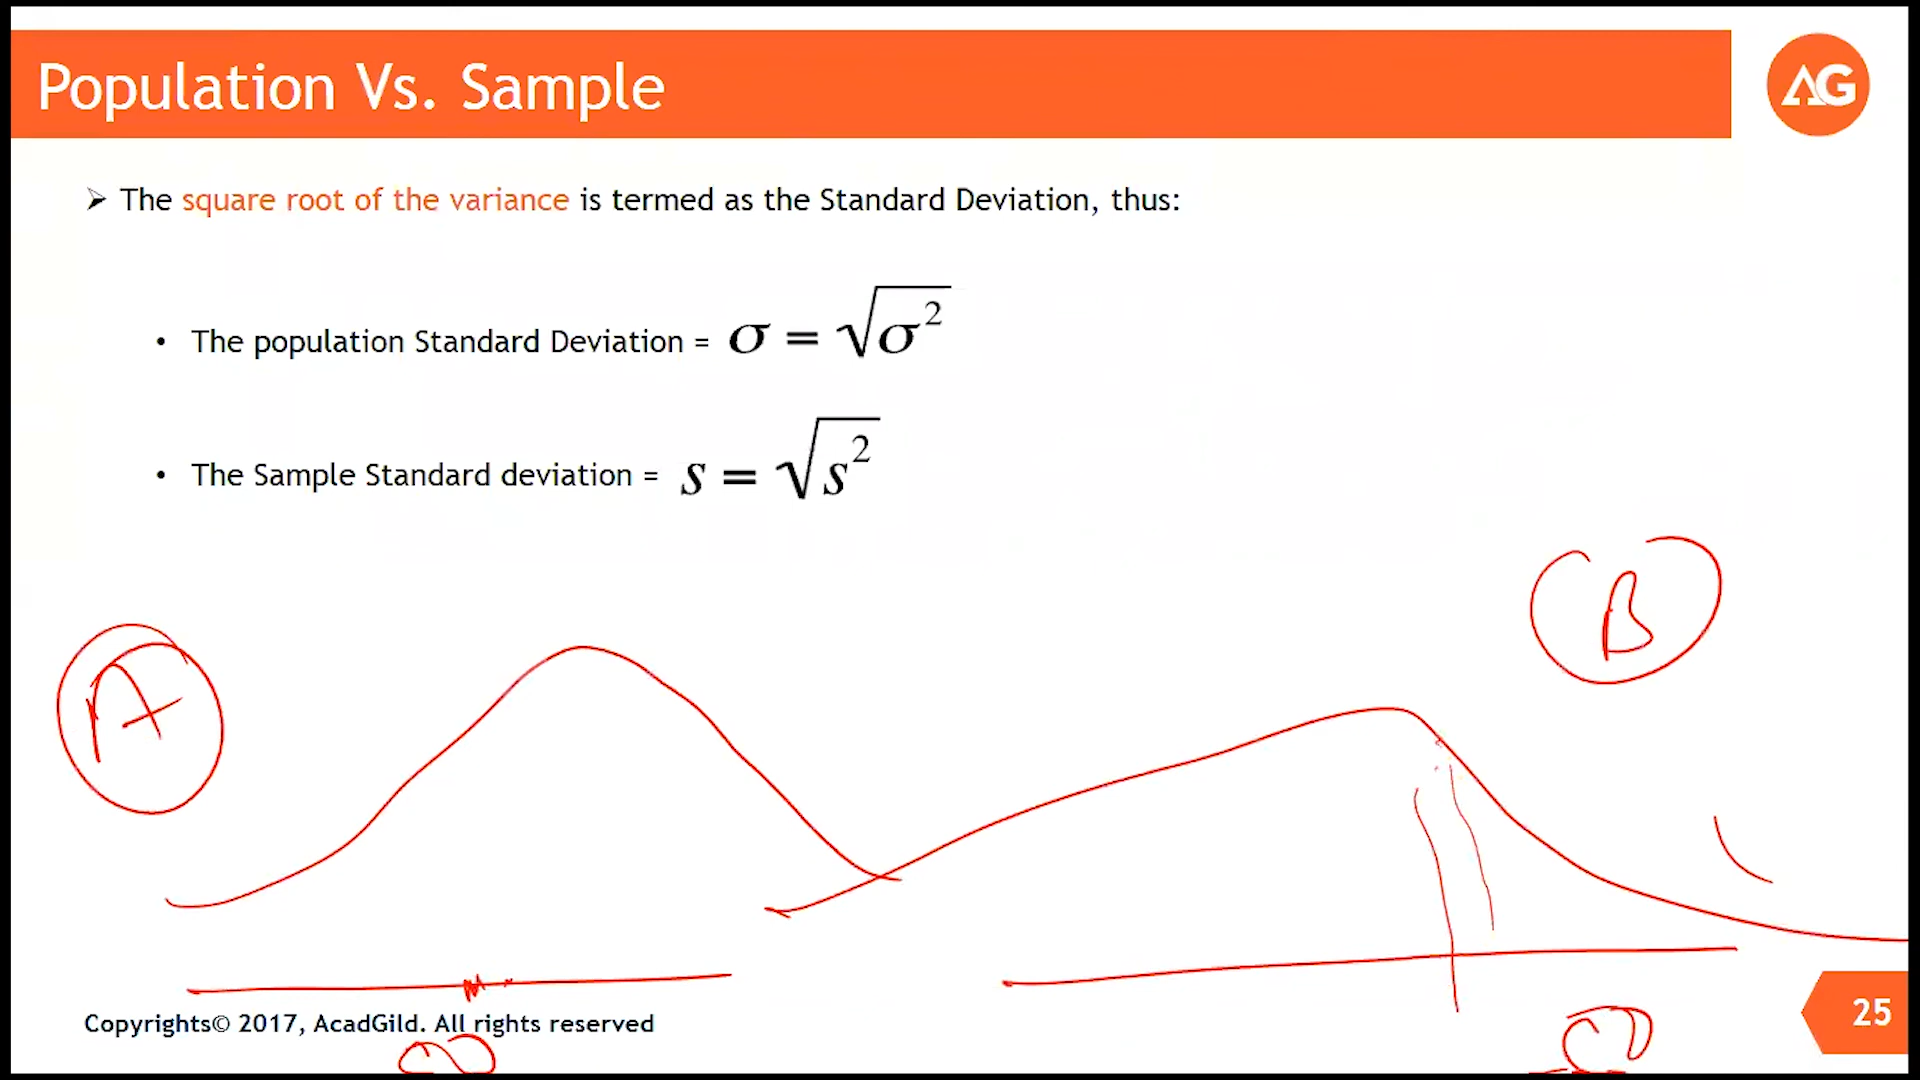 Population Vs. Sample
AG
➢ The square root of the variance is termed as the Standard Deviation, thus:
• The population Standard Deviation = σ = √σ²
• The Sample Standard deviation = s = √s²
B
A
Copyrights© 2017, AcadGild. All rights reserved
25